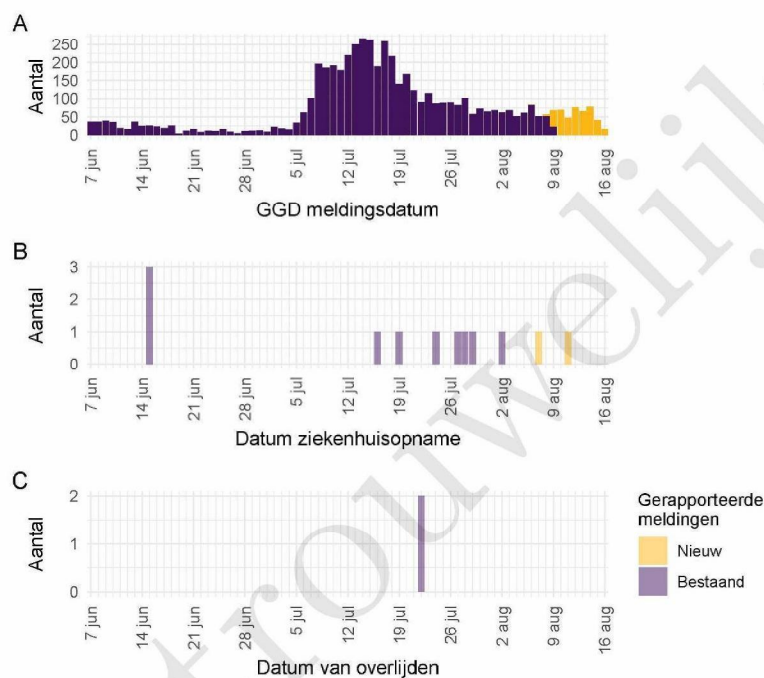 A
Aantal
250
200
150
100
50
0
7 jun
14 jun
21 jun
28 jun
5 jul
12 jul
19 jul
26 jul
2 aug
9 aug
16 aug
GGD meldingsdatum
B
Aantal
3
2
1
0
7 jun
14 jun
21 jun
28 jun
5 jul
12 jul
19 jul
26 jul
2 aug
9 aug
16 aug
Datum ziekenhuisopname
C
Aantal
2
1
0
7 jun
14 jun
21 jun
28 jun
5 jul
12 jul
19 jul
26 jul
2 aug
9 aug
16 aug
Datum van overlijden
Gerapporteerde
meldingen
Nieuw
Bestaand
trouwelij